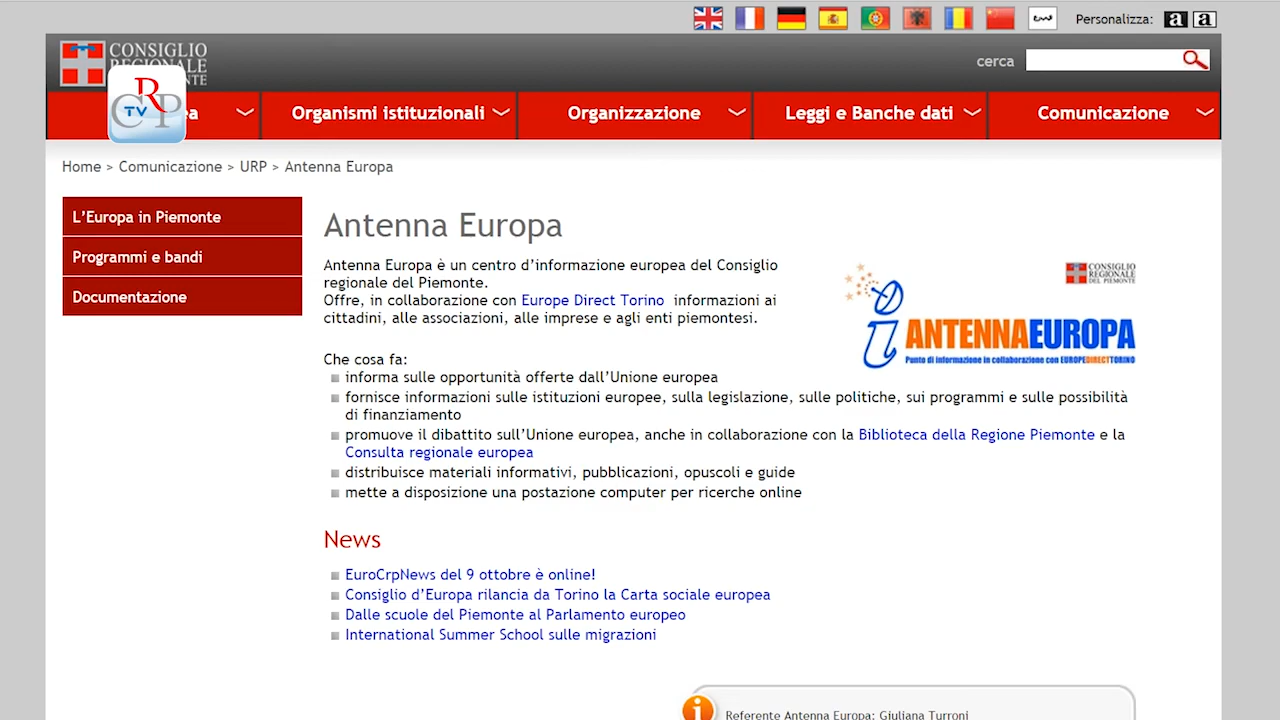 Personalizza: a a
CONSIGLIO
REGIONALE
cerca
CRP
TV
Organismi istituzionali
Organizzazione
Leggi e Banche dati
Comunicazione
Home > Comunicazione > URP > Antenna Europa
L'Europa in Piemonte
Programmi e bandi
Documentazione
Antenna Europa
Antenna Europa è un centro d'informazione europea del Consiglio
regionale del Piemonte.
Offre, in collaborazione con Europe Direct Torino informazioni ai
cittadini, alle associazioni, alle imprese e agli enti piemontesi.
CONSIGLIO
REGIONALE
DEL PIEMONTE
i ANTENNAEUROPA
Punto di informazione in collaborazione con EUROPEDIRECTTORINO
Che cosa fa:
informa sulle opportunità offerte dall'Unione europea
fornisce informazioni sulle istituzioni europee, sulla legislazione, sulle politiche, sui programmi e sulle possibilità
di finanziamento
promuove il dibattito sull'Unione europea, anche in collaborazione con la Biblioteca della Regione Piemonte e la
Consulta regionale europea
distribuisce materiali informativi, pubblicazioni, opuscoli e guide
mette a disposizione una postazione computer per ricerche online
News
EuroCrpNews del 9 ottobre è online!
Consiglio d'Europa rilancia da Torino la Carta sociale europea
Dalle scuole del Piemonte al Parlamento europeo
International Summer School sulle migrazioni
i
Referente Antenna Europa: Giuliana Turroni